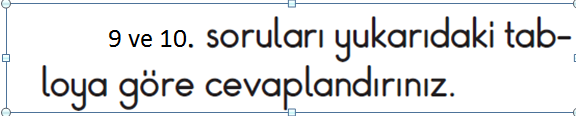 9 ve 10. soruları yukarıdaki tab-
loya göre cevaplandırınız.